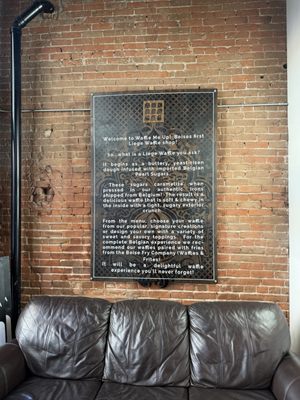 Welcome to Waffle Me Up! Boises first
Liege Waffle shop!
So... what is a Liege Waffle you ask?
It begins as a buttery, yeast-risen
dough infused with imported Belgian
Pearl Sugars.
These sugars caramelize when
pressed in our authentic irons
shipped from Belgium! The result is a
delicious waffle that is soft & chewy in
the inside with a light, sugary exterior
crunch.
From the menu, choose your waffle
from our popular, signature creations
or design your own with a variety of
sweet and savory toppings. For the
complete Belgian experience we rec-
ommend our waffles paired with fries
from the Boise Fry Company (Waffles &
Frites)!
It will be a delightful waffle
experience you'll never forget!